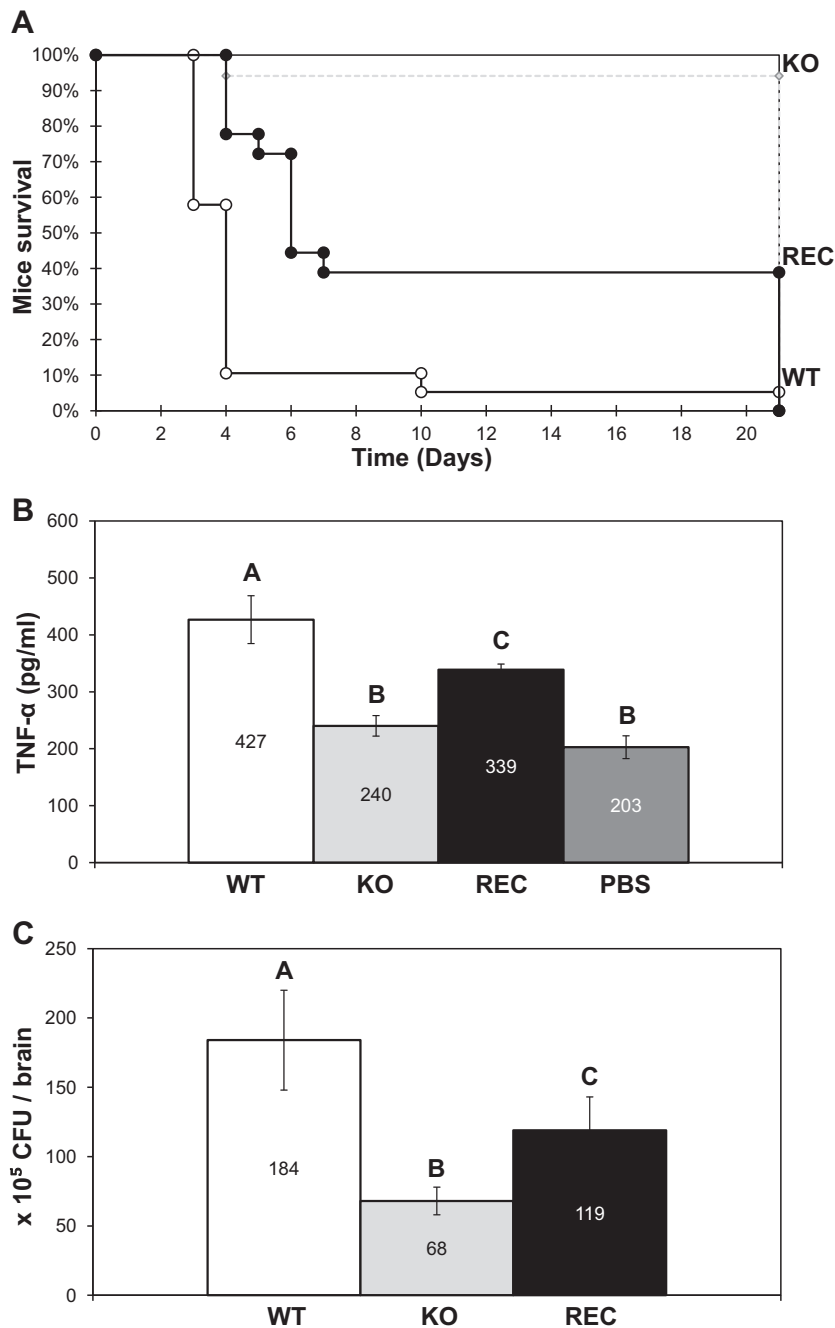 A
100%
90%
80%
70%
60%
50%
40%
30%
20%
10%
0%
Mice survival
KO
REC
WT
0 2 4 6 8 10 12 14 16 18 20
Time (Days)
B
600
500
400
300
200
100
0
TNF-α (pg/ml)
A
B
C
B
427
240
339
203
WT KO REC PBS
C
250
200
150
100
50
0
x 10⁵ CFU / brain
A
B
C
184
68
119
WT KO REC